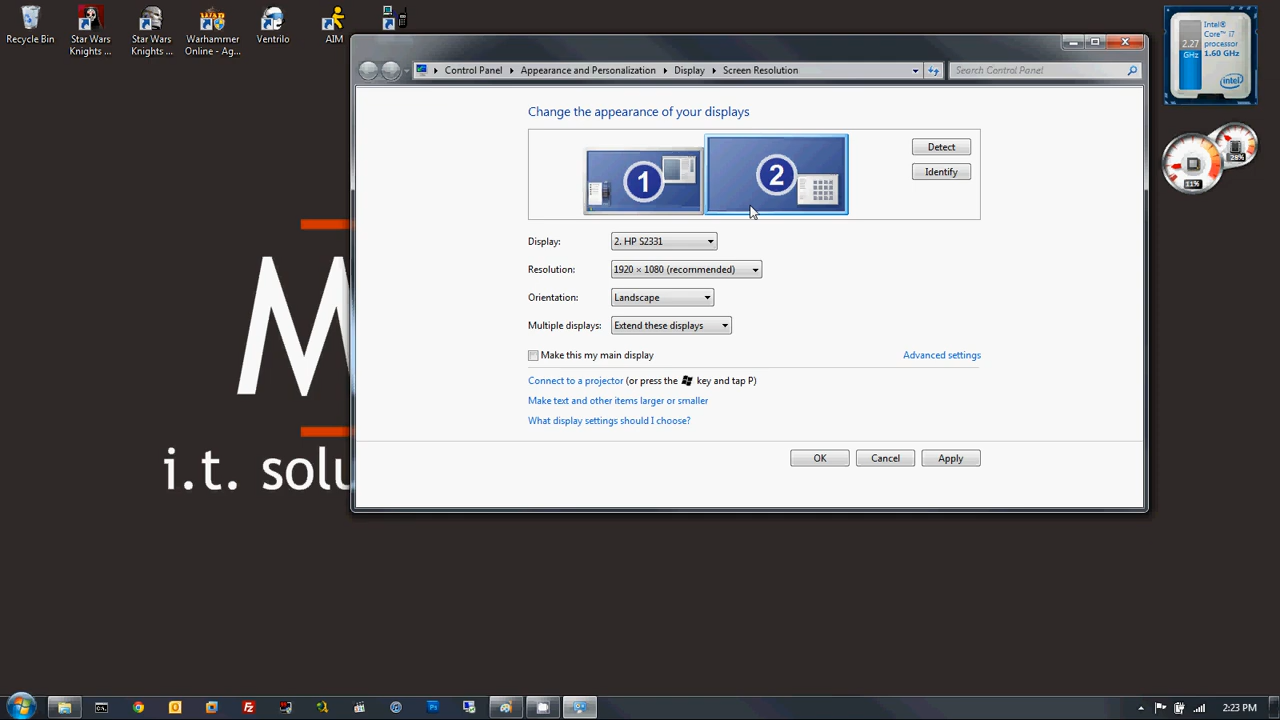 Recycle Bin
Star Wars
Knights ...
Star Wars
Knights ...
Warhammer
Online - Ag...
Ventrilo
AIM
Intel®
Core™ i7
processor
1.60 GHz
2.27
GHz
intel
28%
11%
Control Panel
Appearance and Personalization
Display
Screen Resolution
Search Control Panel
Change the appearance of your displays
1
2
Detect
Identify
Display:
2. HP S2331
Resolution:
1920 × 1080 (recommended)
Orientation:
Landscape
Multiple displays:
Extend these displays
Make this my main display
Advanced settings
Connect to a projector (or press the key and tap P)
Make text and other items larger or smaller
What display settings should I choose?
OK
Cancel
Apply
M
i.t. solu
2:23 PM